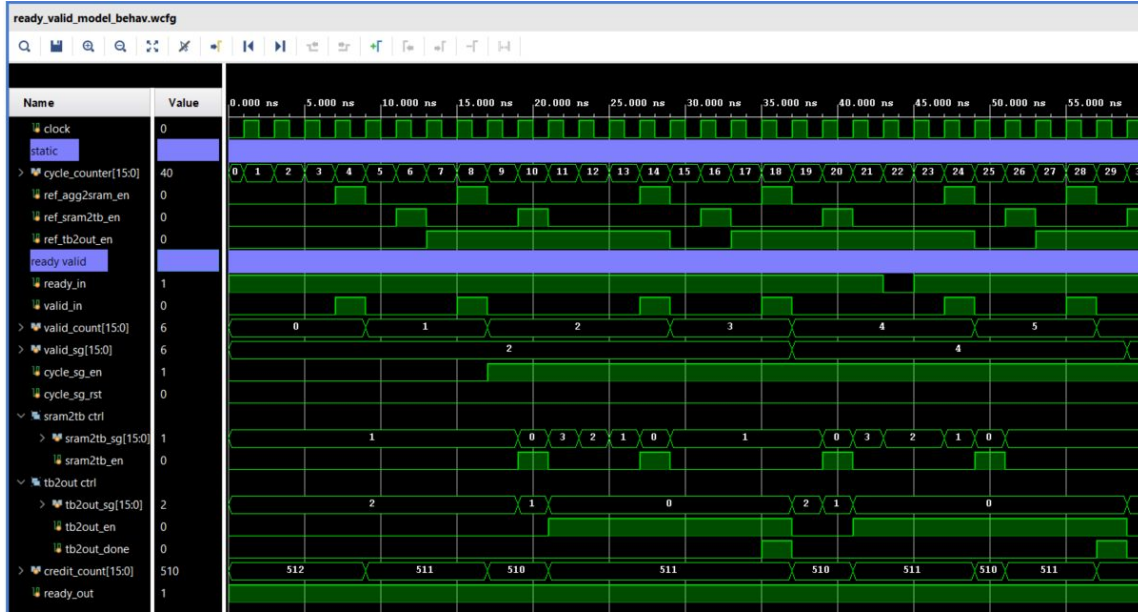 ready_valid_model_behav.wcfg
Name Value 0.000 ns 5.000 ns 10.000 ns 15.000 ns 20.000 ns 25.000 ns 30.000 ns 35.000 ns 40.000 ns 45.000 ns 50.000 ns 55.000 ns
clock 0
static
cycle_counter[15:0] 40 0 1 2 3 4 5 6 7 8 9 10 11 12 13 14 15 16 17 18 19 20 21 22 23 24 25 26 27 28 29
ref_agg2sram_en 0
ref_sram2tb_en 0
ref_tb2out_en 0
ready valid
ready_in 1
valid_in 0
valid_count[15:0] 6 0 1 2 3 4 5
valid_sg[15:0] 6 2 4
cycle_sg_en 1
cycle_sg_rst 0
sram2tb ctrl
sram2tb_sg[15:0] 1 1 0 3 2 1 0 1 0 3 2 1 0
sram2tb_en 0
tb2out ctrl
tb2out_sg[15:0] 2 2 1 0 2 1 0
tb2out_en 0
tb2out_done 0
credit_count[15:0] 510 512 511 510 511 510 511 510 511
ready_out 1